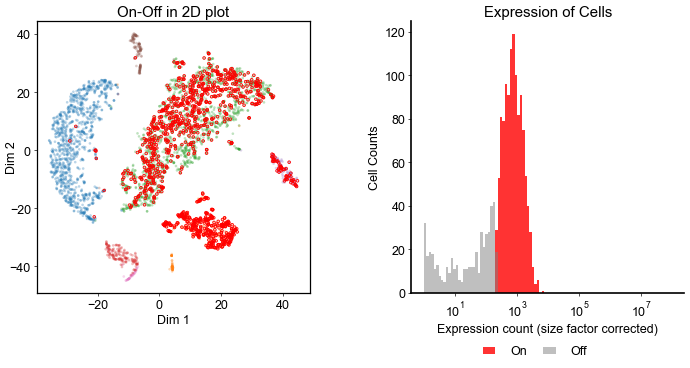 On-Off in 2D plot
40
20
0
−20
−40
Dim 2
−20
0
20
40
Dim 1
Expression of Cells
120
100
80
60
40
20
0
Cell Counts
10^1
10^3
10^5
10^7
Expression count (size factor corrected)
On
Off